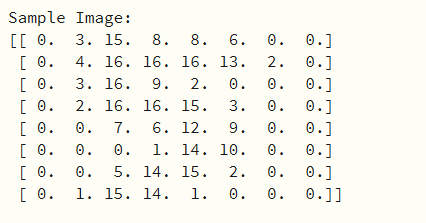 Sample Image:
[[ 0.  3. 15.  8.  8.  6.  0.  0.]
 [ 0.  4. 16. 16. 16. 13.  2.  0.]
 [ 0.  3. 16.  9.  2.  0.  0.  0.]
 [ 0.  2. 16. 16. 15.  3.  0.  0.]
 [ 0.  0.  7.  6. 12.  9.  0.  0.]
 [ 0.  0.  0.  1. 14. 10.  0.  0.]
 [ 0.  0.  5. 14. 15.  2.  0.  0.]
 [ 0.  1. 15. 14.  1.  0.  0.  0.]]